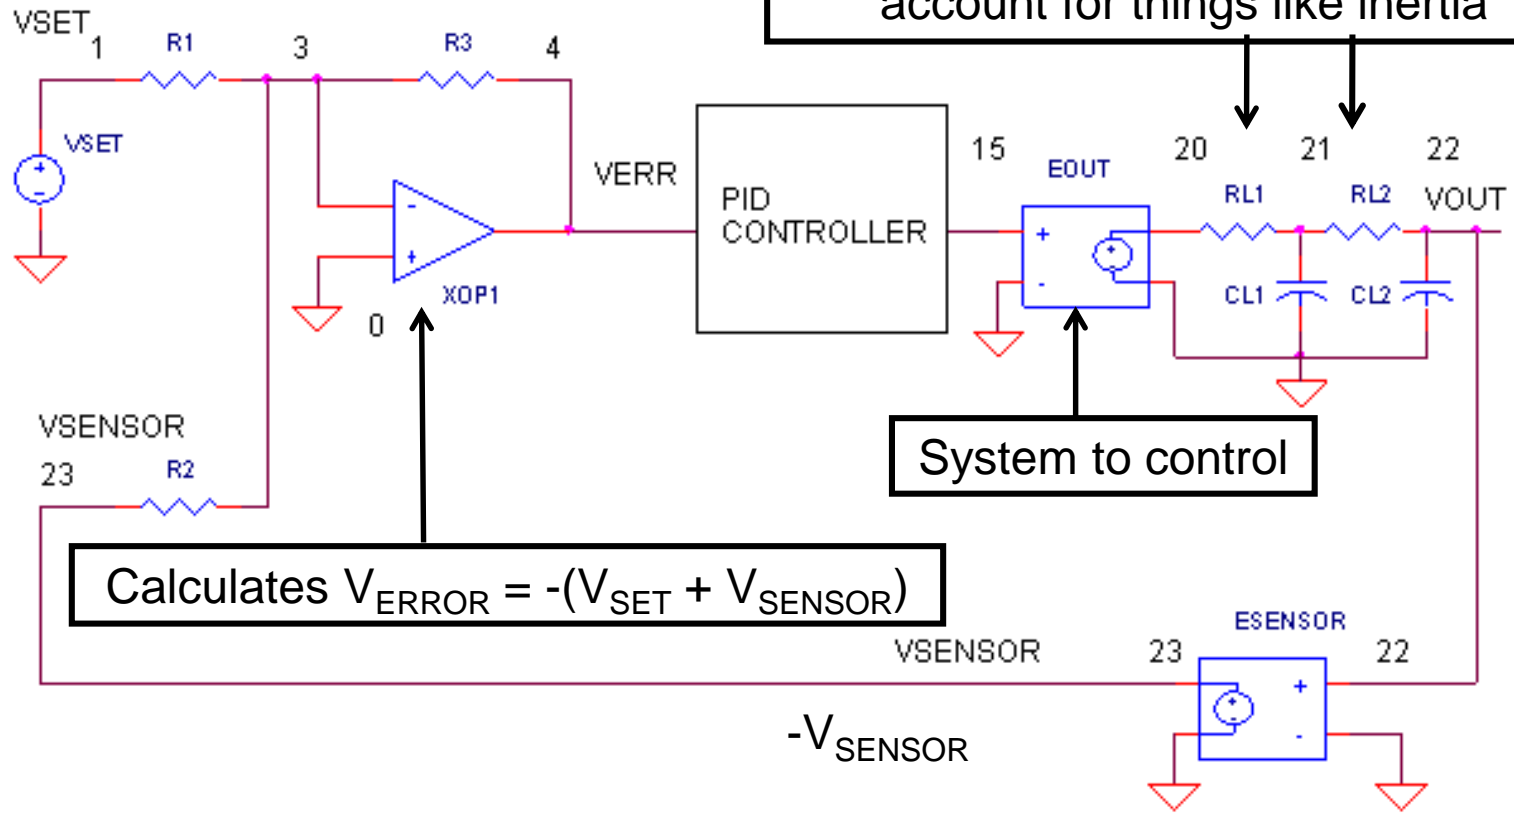 account for things like inertia
VSET
1
R1
3
R3
4
VSET
VERR
PID
CONTROLLER
15
EOUT
20
21
22
RL1
RL2
VOUT
+
-
+
-
+
-
+
XOP1
0
CL1
CL2
System to control
VSENSOR
23
R2
Calculates VERROR = -(VSET + VSENSOR)
ESENSOR
VSENSOR
23
22
+
-
+
-
-VSENSOR